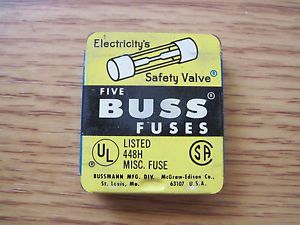 Electricity's
Safety Valve®
FIVE
BUSS®
FUSES
UL ® LISTED
448H
MISC. FUSE
SA
BUSSMANN MFG. DIV. McGraw-Edison Co.
St. Louis, Mo. 63107 U.S.A.